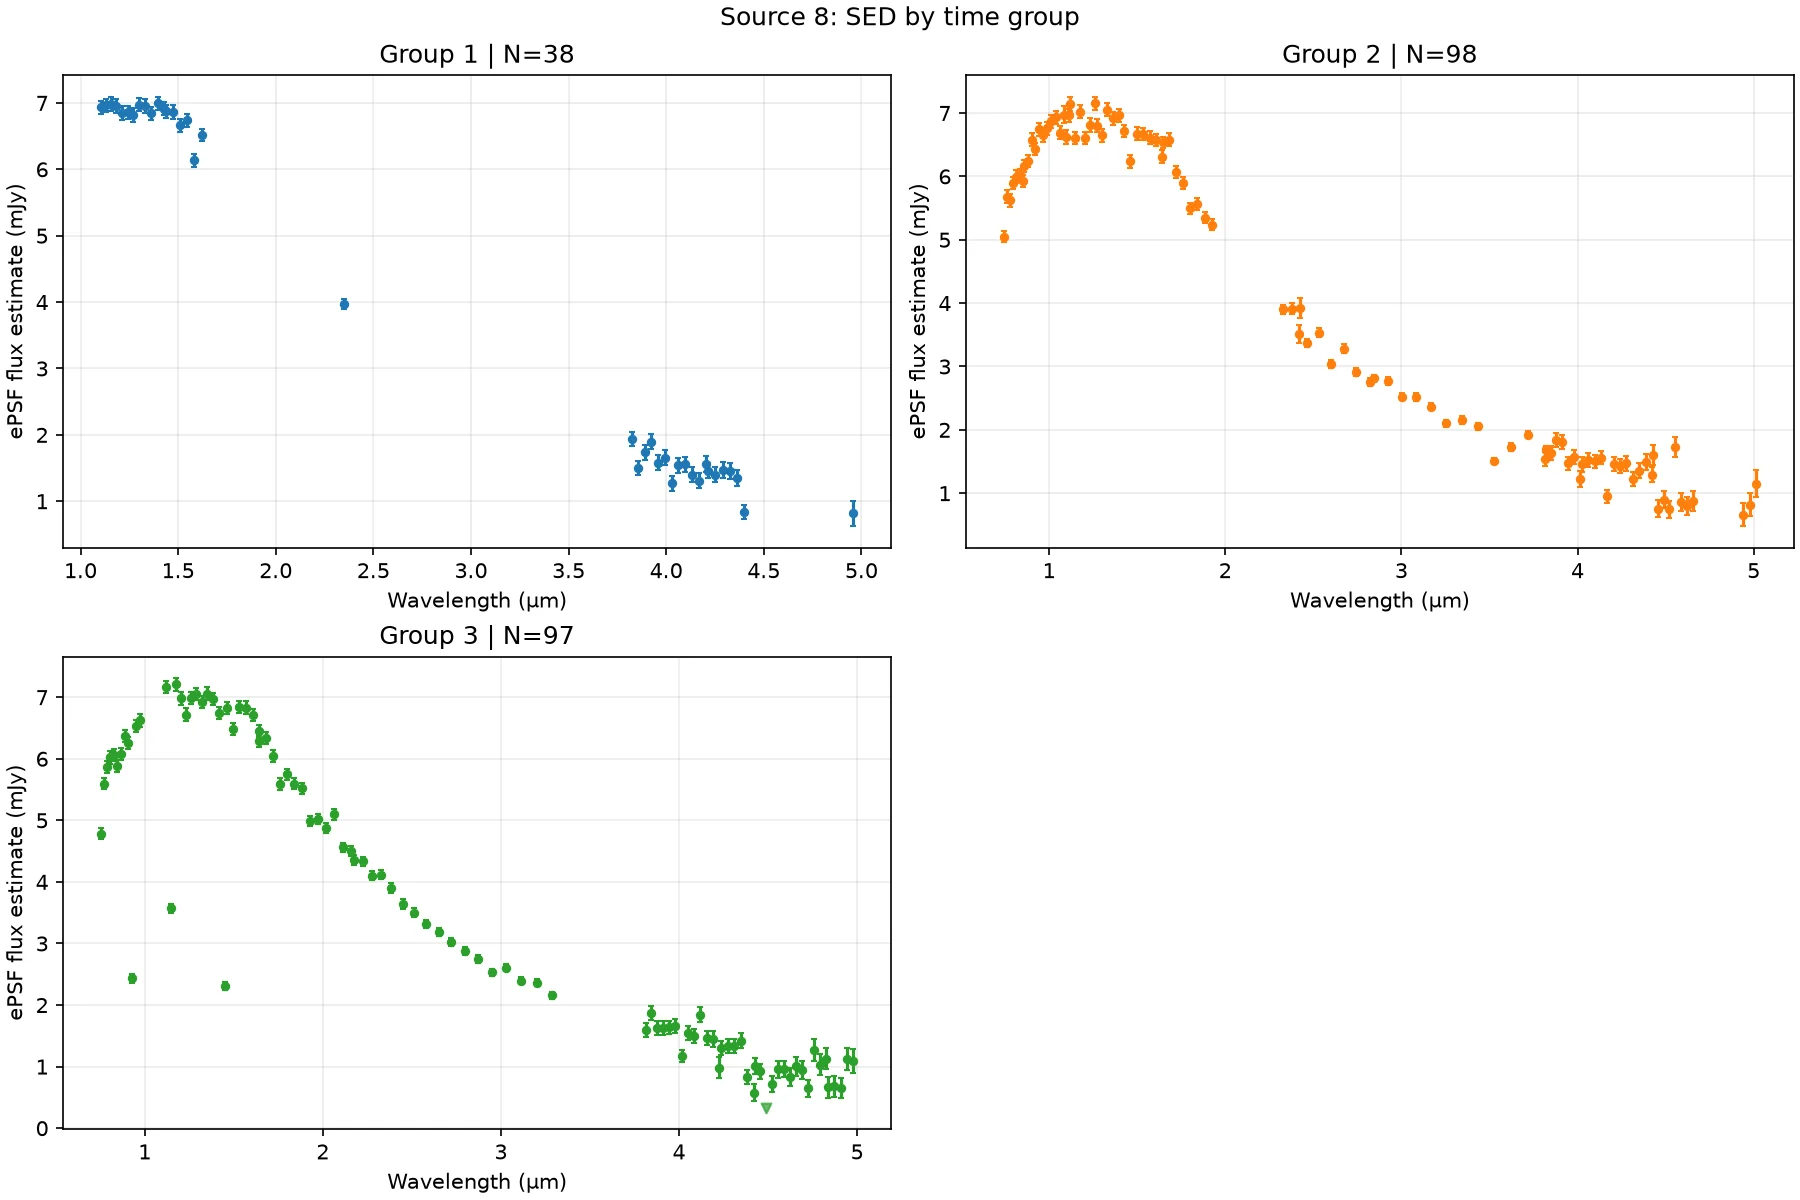 Source 8: SED by time group
Group 1 | N=38
ePSF flux estimate (mJy)
7
6
5
4
3
2
1
1.0 1.5 2.0 2.5 3.0 3.5 4.0 4.5 5.0
Wavelength (μm)
Group 2 | N=98
ePSF flux estimate (mJy)
7
6
5
4
3
2
1
1 2 3 4 5
Wavelength (μm)
Group 3 | N=97
ePSF flux estimate (mJy)
7
6
5
4
3
2
1
0
1 2 3 4 5
Wavelength (μm)